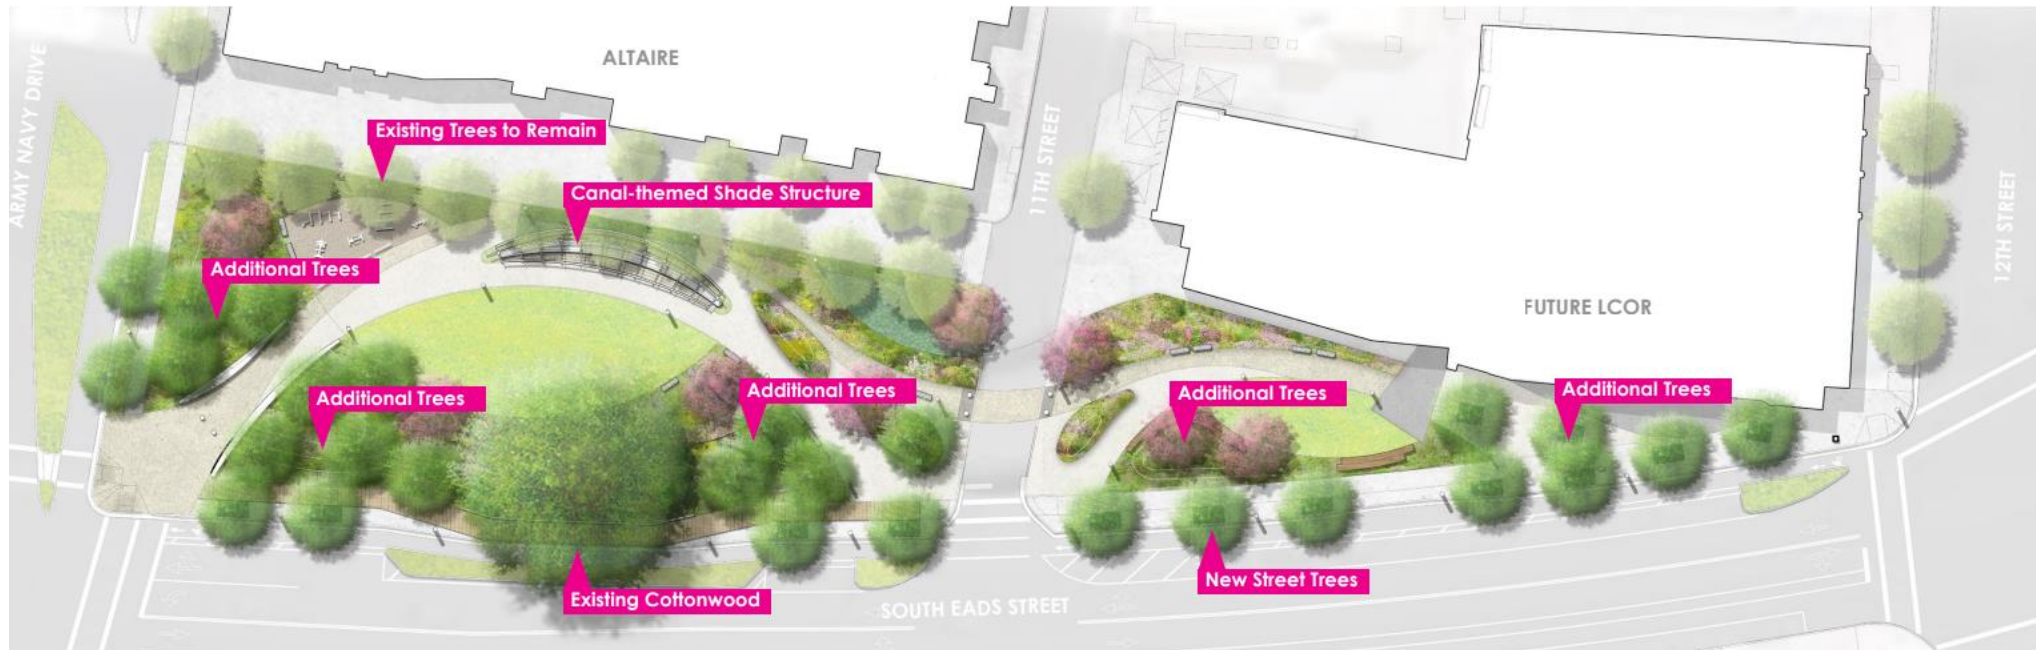 ALTAIRE
ARMY NAVY DRIVE
Existing Trees to Remain
Canal-themed Shade Structure
11TH STREET
12TH STREET
Additional Trees
FUTURE LCOR
Additional Trees
Additional Trees
Additional Trees
Additional Trees
New Street Trees
Existing Cottonwood
SOUTH EADS STREET